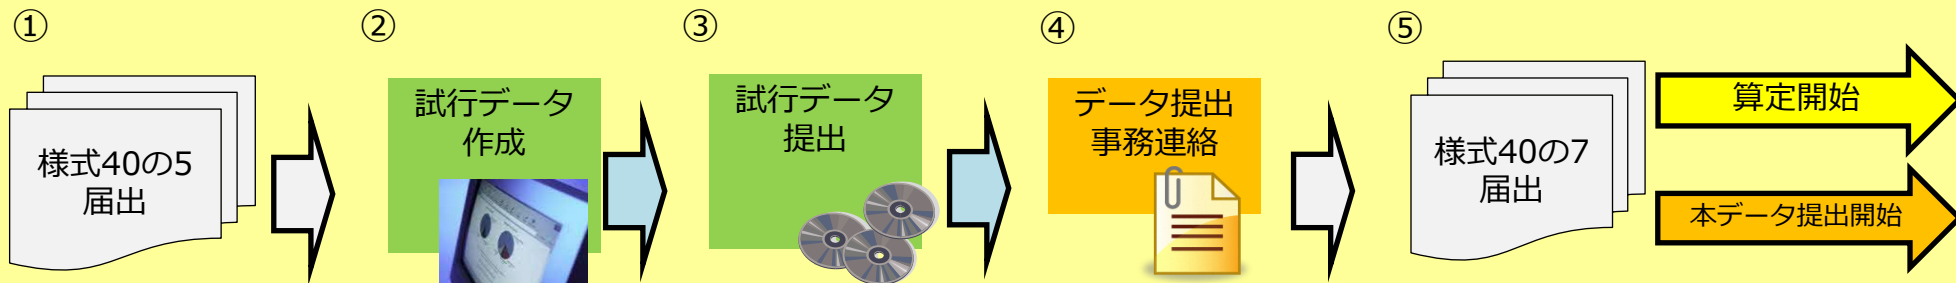 ①
様式40の5
届出
②
試行データ
作成
③
試行データ
提出
④
データ提出
事務連絡
⑤
様式40の7
届出
算定開始
本データ提出開始